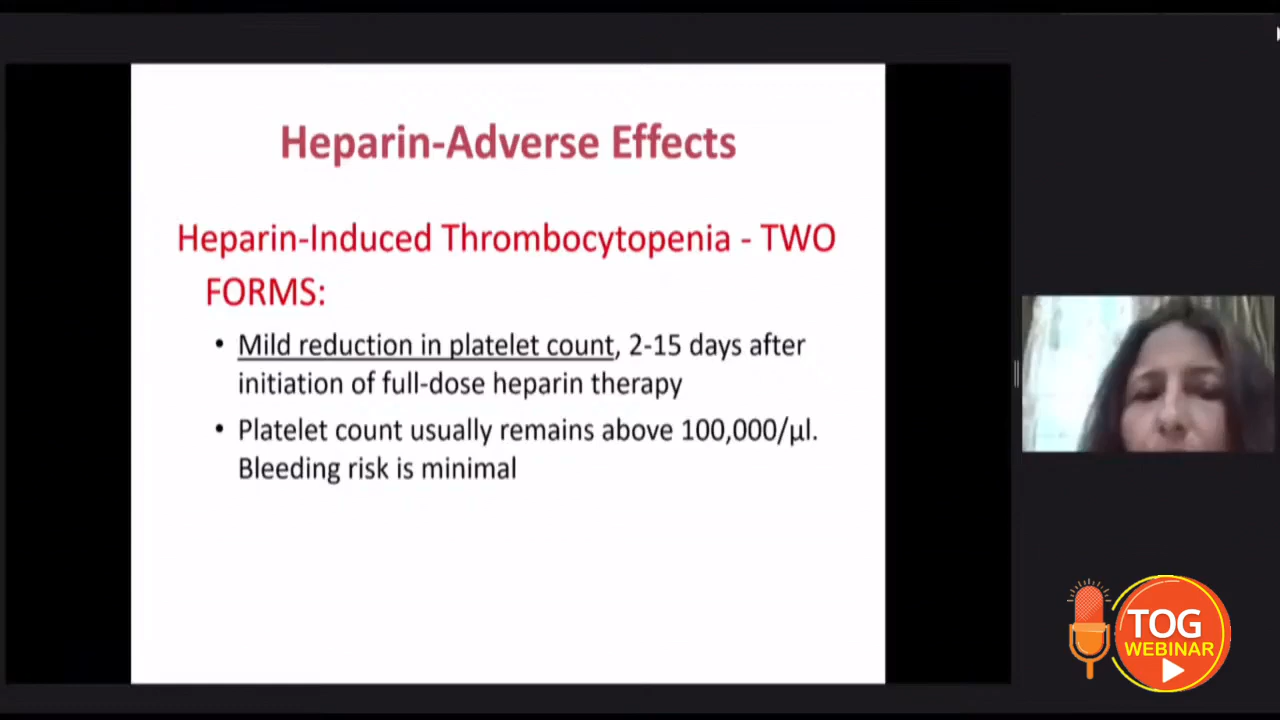 Heparin-Adverse Effects
Heparin-Induced Thrombocytopenia - TWO
FORMS:
• Mild reduction in platelet count, 2-15 days after
initiation of full-dose heparin therapy
• Platelet count usually remains above 100,000/µl.
Bleeding risk is minimal
TOG
WEBINAR